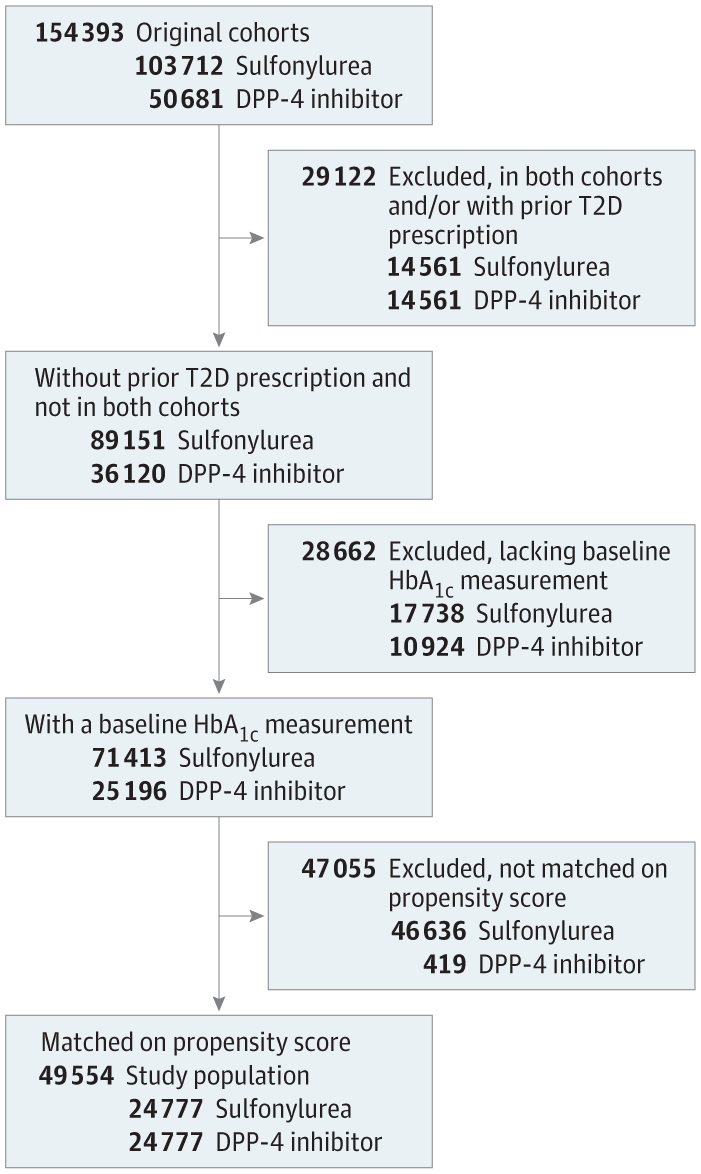 154393 Original cohorts
103712 Sulfonylurea
50681 DPP-4 inhibitor
29122 Excluded, in both cohorts
and/or with prior T2D
prescription
14561 Sulfonylurea
14561 DPP-4 inhibitor
Without prior T2D prescription and
not in both cohorts
89151 Sulfonylurea
36120 DPP-4 inhibitor
28662 Excluded, lacking baseline
HbA1c measurement
17738 Sulfonylurea
10924 DPP-4 inhibitor
With a baseline HbA1c measurement
71413 Sulfonylurea
25196 DPP-4 inhibitor
47055 Excluded, not matched on
propensity score
46636 Sulfonylurea
419 DPP-4 inhibitor
Matched on propensity score
49554 Study population
24777 Sulfonylurea
24777 DPP-4 inhibitor